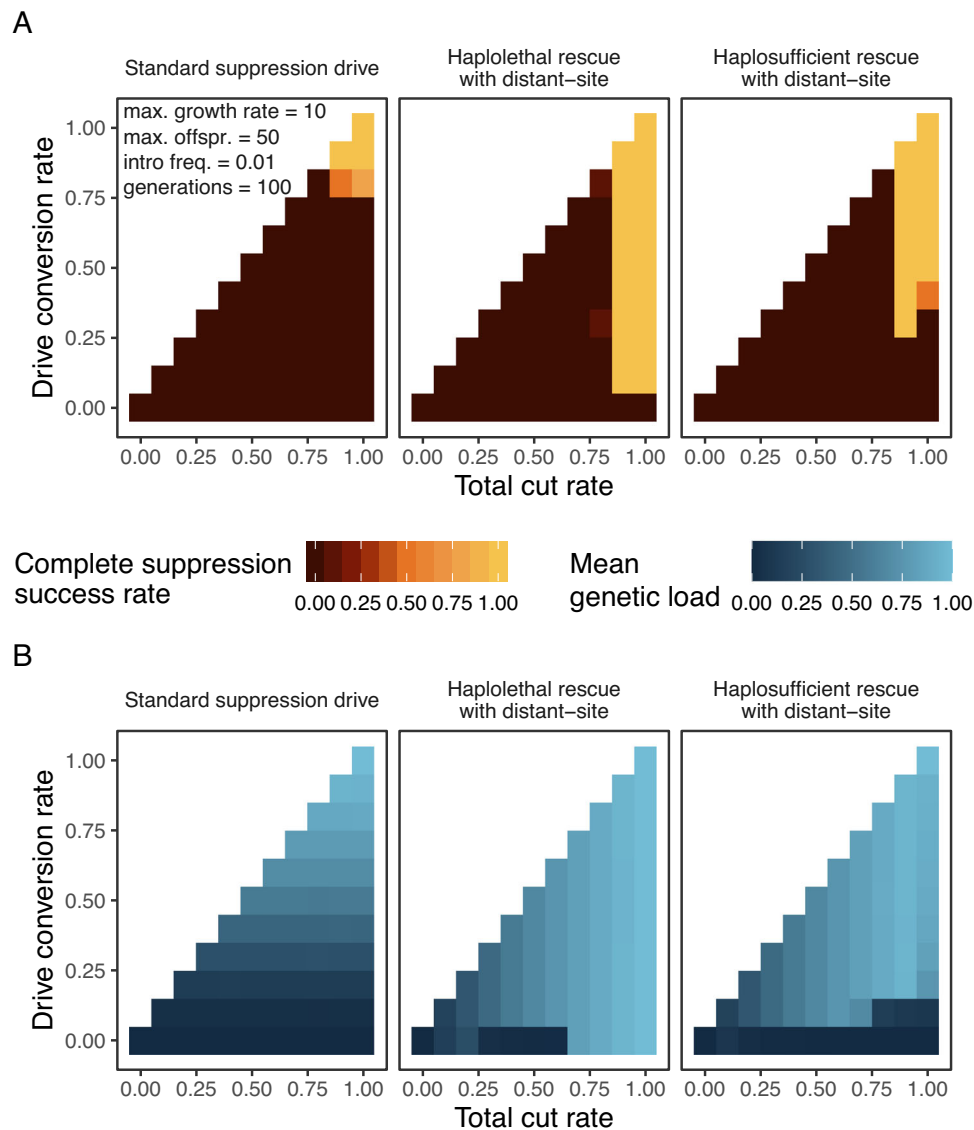 A
Standard suppression drive
Haplolethal rescue
with distant−site
Haplosufficient rescue
with distant−site
max. growth rate = 10
max. offspr. = 50
intro freq. = 0.01
generations = 100
Drive conversion rate
1.00
0.75
0.50
0.25
0.00
0.00 0.25 0.50 0.75 1.00
0.00 0.25 0.50 0.75 1.00
0.00 0.25 0.50 0.75 1.00
Total cut rate
Complete suppression
success rate
0.00 0.25 0.50 0.75 1.00
Mean
genetic load
0.00 0.25 0.50 0.75 1.00
B
Standard suppression drive
Haplolethal rescue
with distant−site
Haplosufficient rescue
with distant−site
Drive conversion rate
1.00
0.75
0.50
0.25
0.00
0.00 0.25 0.50 0.75 1.00
0.00 0.25 0.50 0.75 1.00
0.00 0.25 0.50 0.75 1.00
Total cut rate